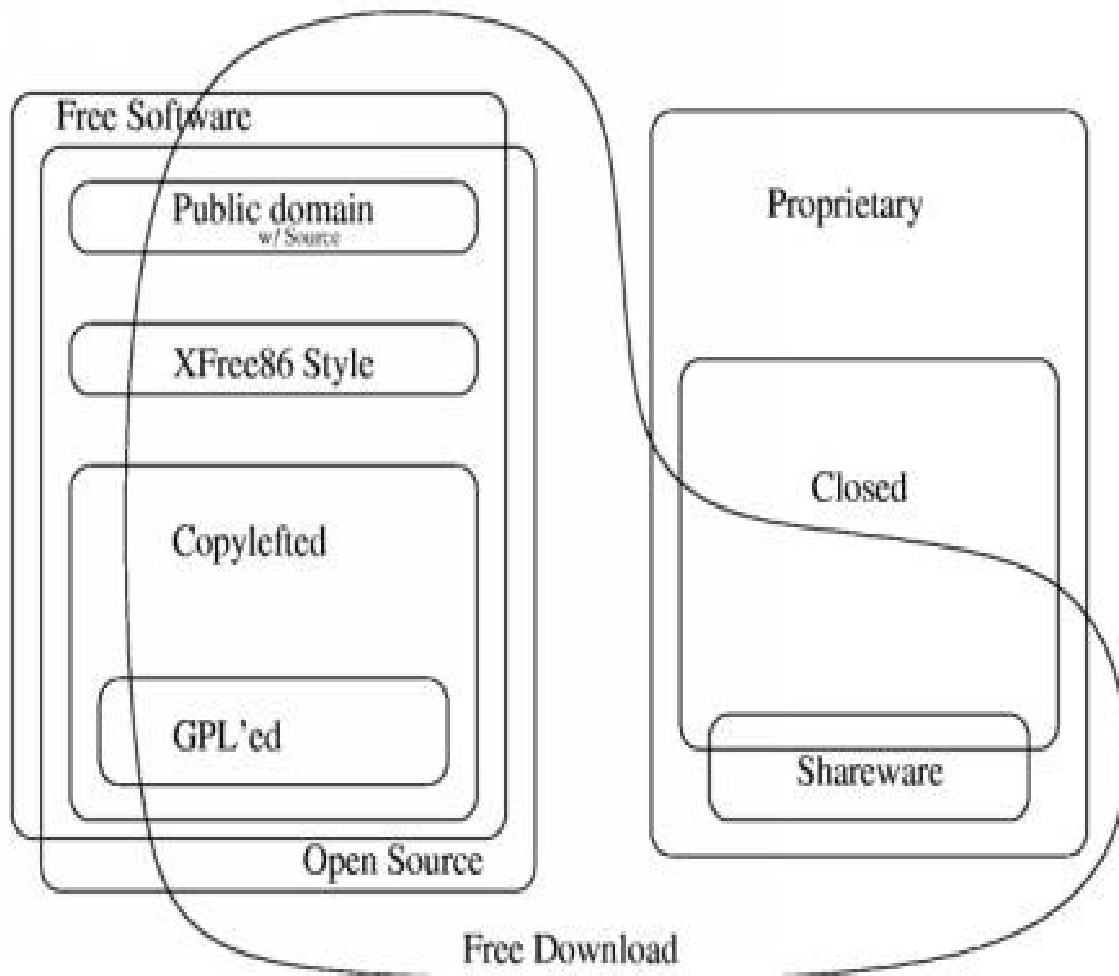 Free Software
Public domain
w/ Source
XFree86 Style
Copylefted
GPL'ed
Open Source
Proprietary
Closed
Shareware
Free Download